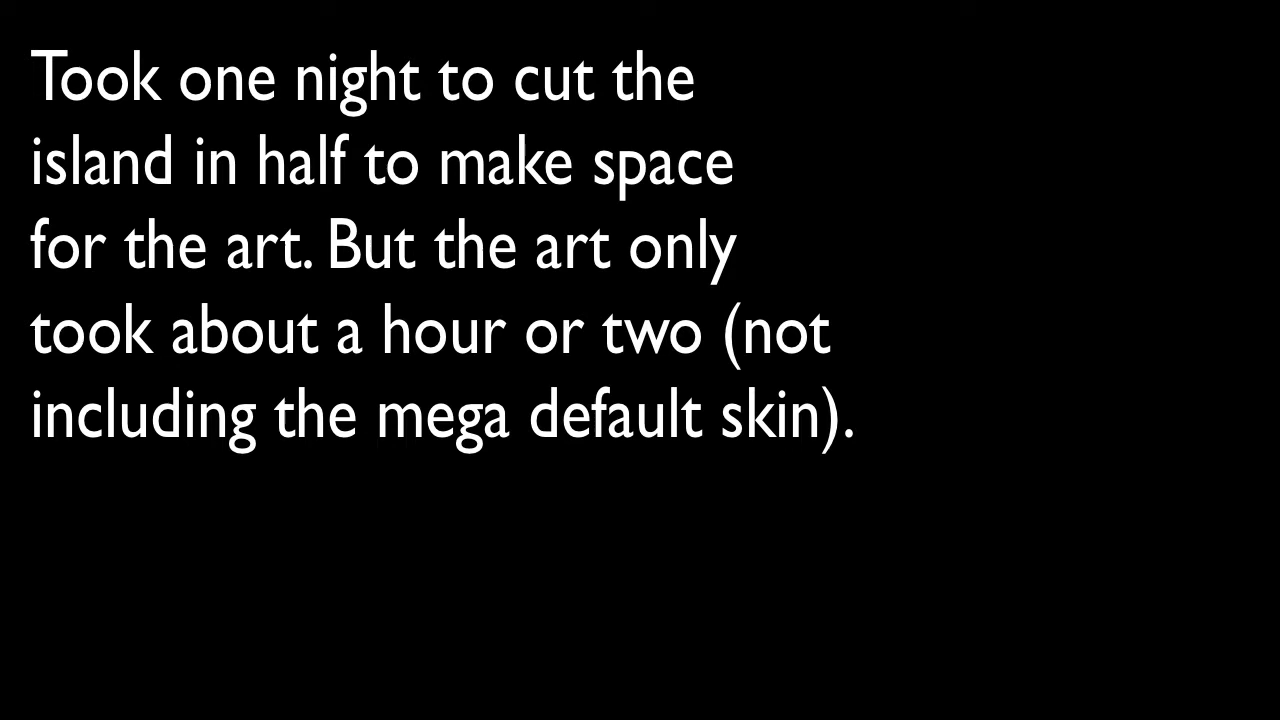 Took one night to cut the
island in half to make space
for the art. But the art only
took about a hour or two (not
including the mega default skin).